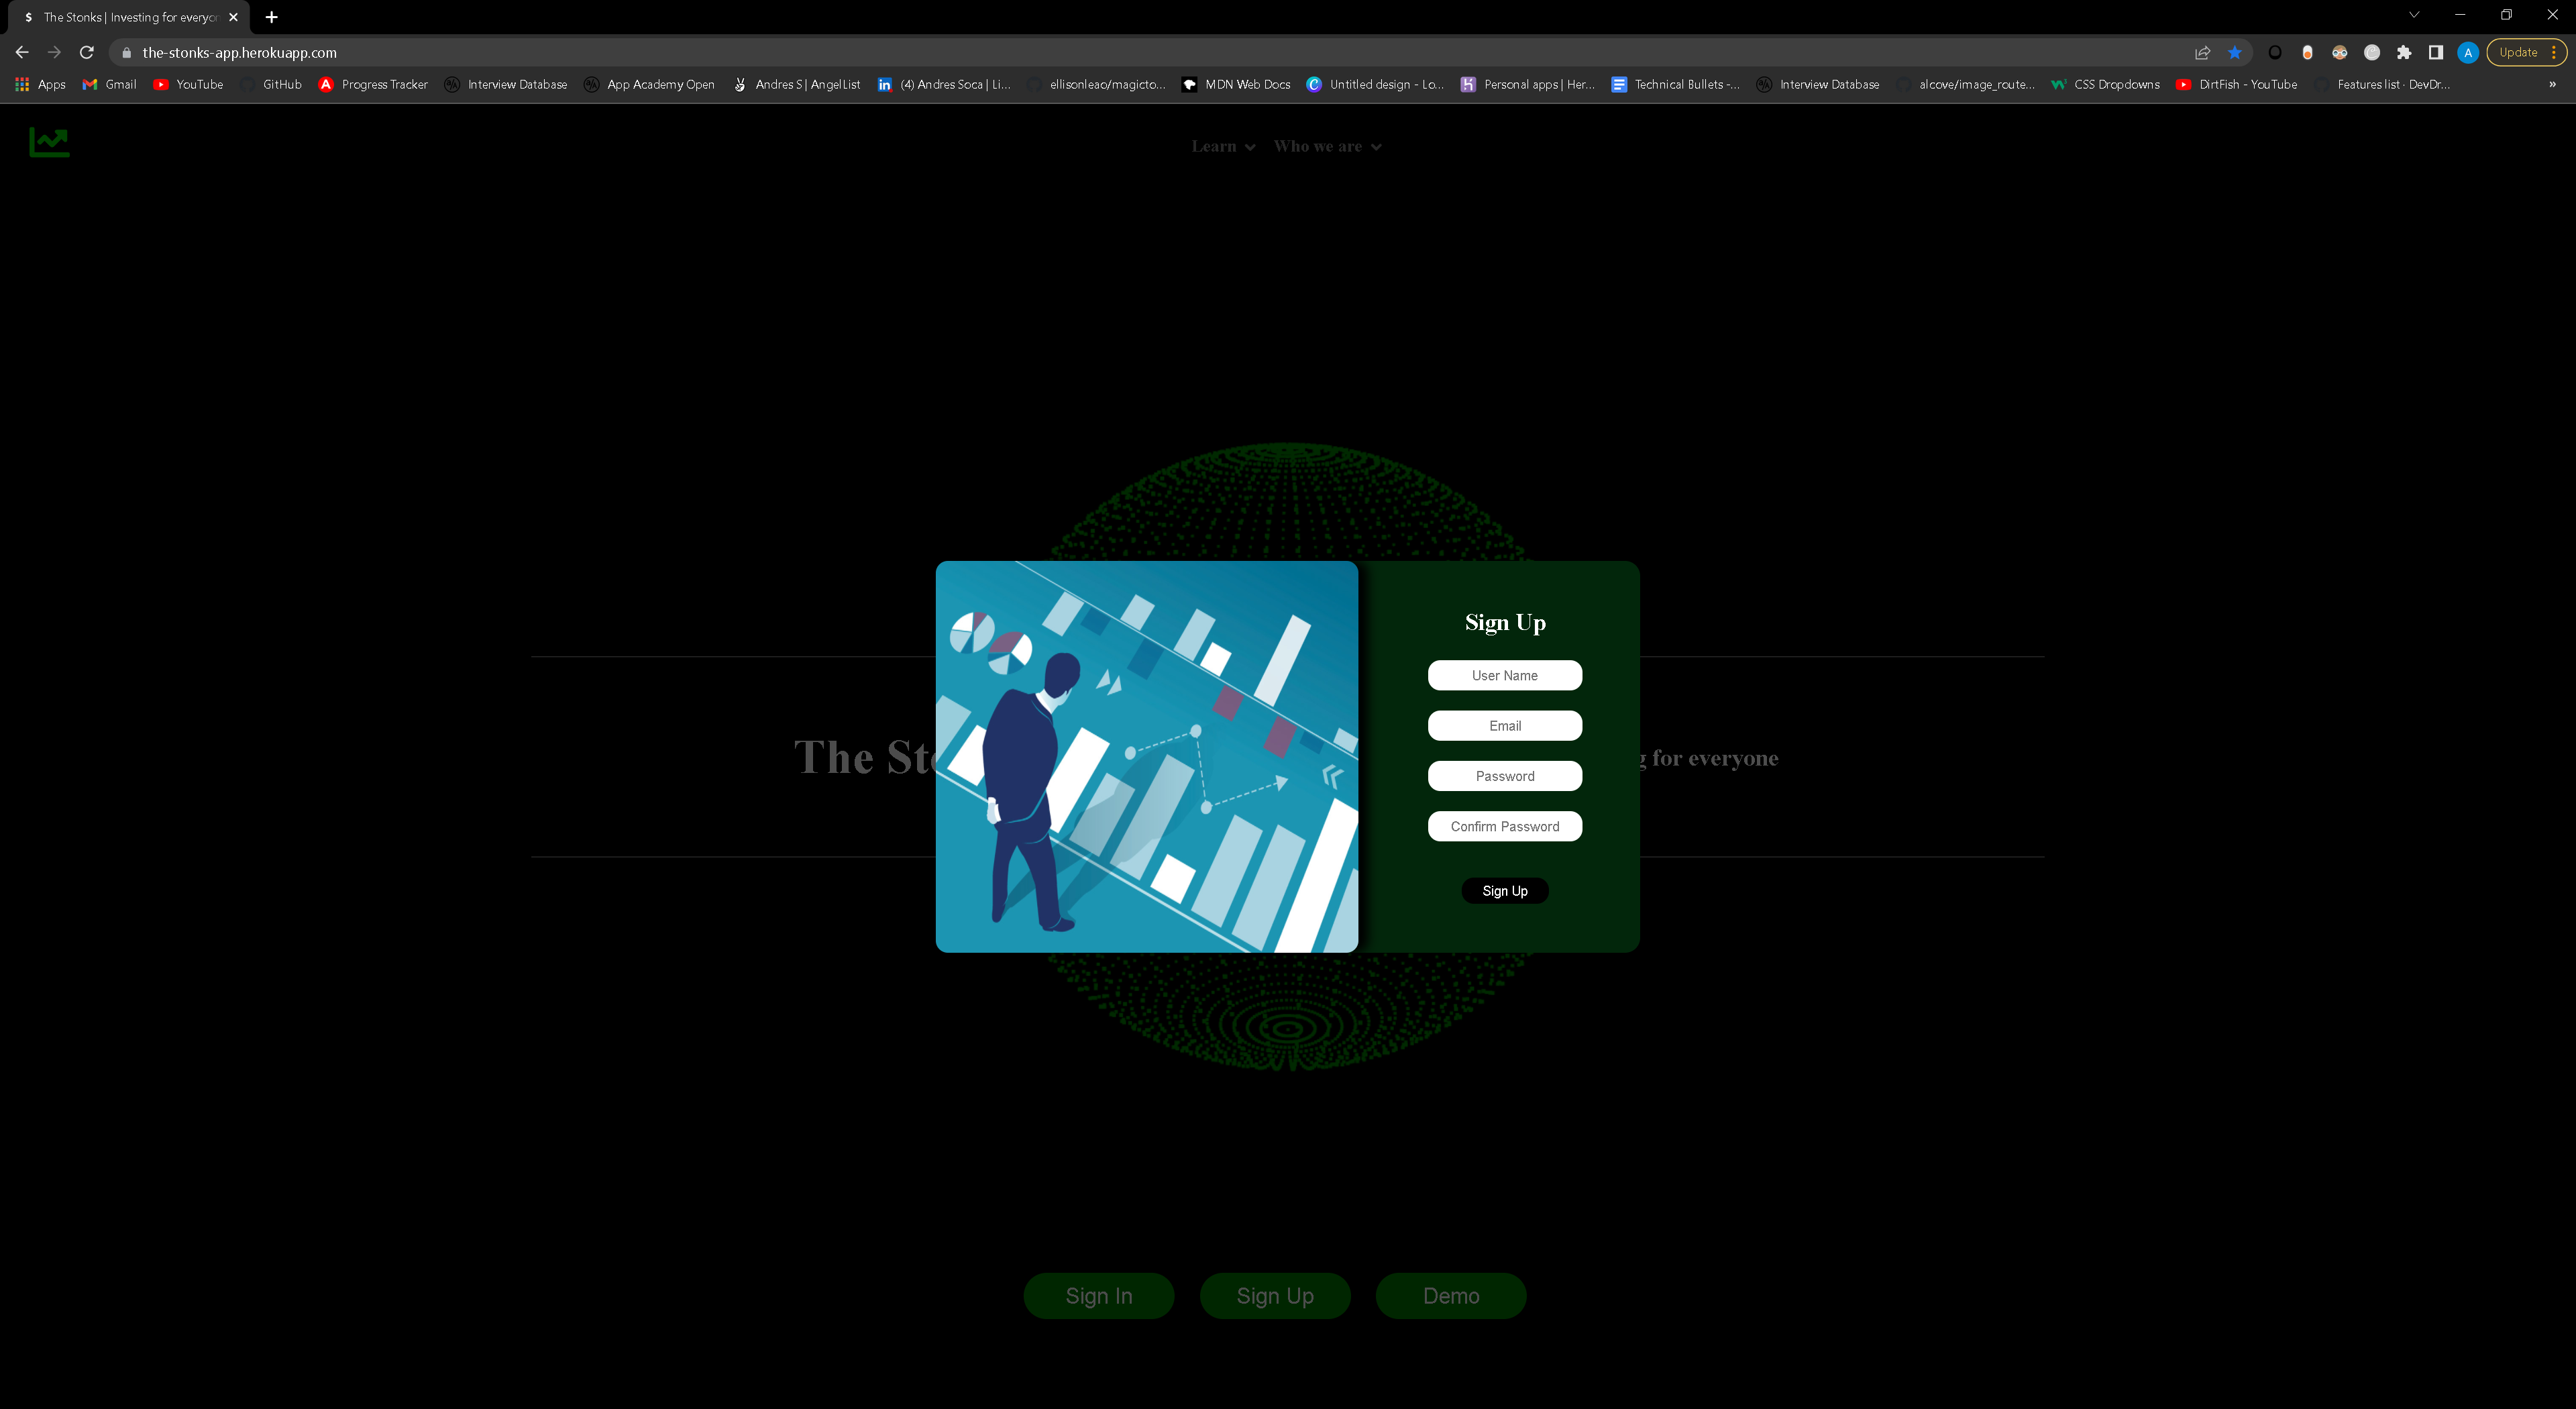 The Stonks | Investing for everyon
the-stonks-app.herokuapp.com
Update
Apps Gmail YouTube GitHub Progress Tracker Interview Database App Academy Open Andres S | AngelList (4) Andres Soca | Li... ellisonleao/magicto... MDN Web Docs Untitled design - Lo... Personal apps | Her... Technical Bullets -... Interview Database alcove/image_route... CSS Dropdowns DirtFish - YouTube Features list · DevDr... »
Learn Who we are
Sign Up
User Name
Email
The Sto g for everyone
Password
Confirm Password
Sign Up
Sign In Sign Up Demo